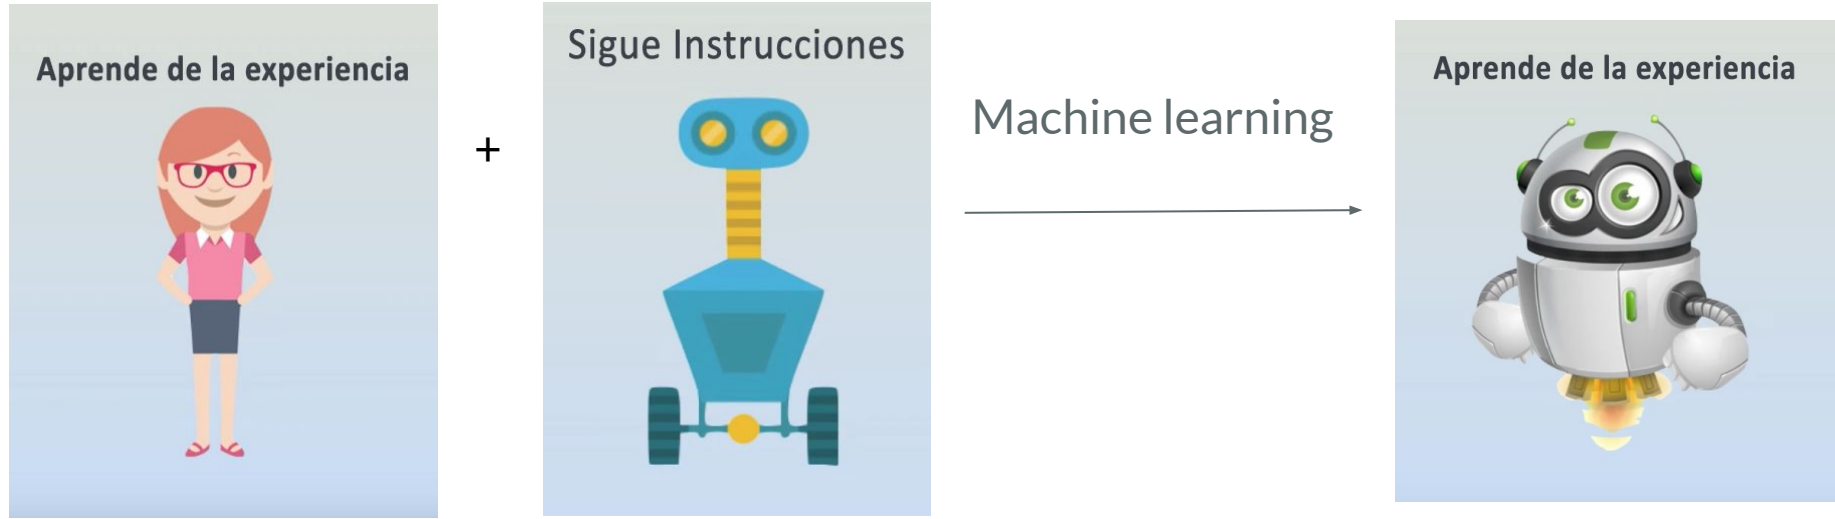 Aprende de la experiencia
+
Sigue Instrucciones
Machine learning
Aprende de la experiencia